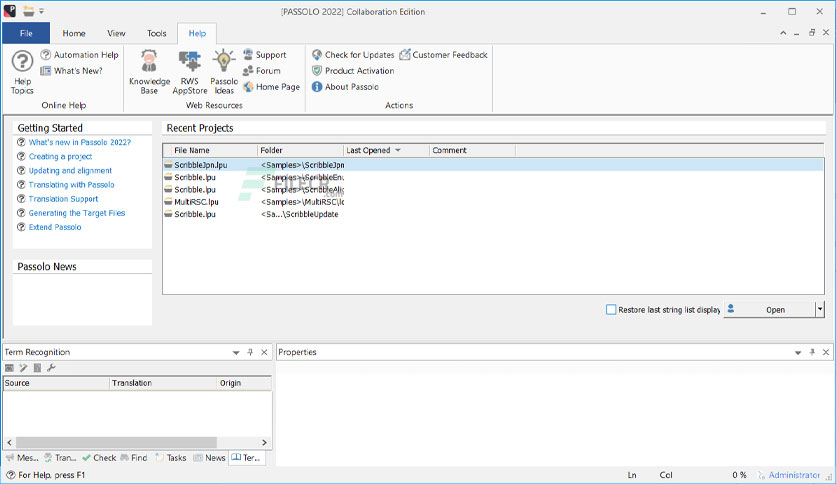 [PASSOLO 2022] Collaboration Edition
File Home View Tools Help
Help Topics
Automation Help
What's New?
Online Help
Knowledge Base
RWS AppStore
Passolo Ideas
Support
Forum
Home Page
Web Resources
Check for Updates
Customer Feedback
Product Activation
About Passolo
Actions
Getting Started
What's new in Passolo 2022?
Creating a project
Updating and alignment
Translating with Passolo
Translation Support
Generating the Target Files
Extend Passolo
Passolo News
Recent Projects
File Name Folder Last Opened Comment
ScribbleJpn.lpu <Samples>\ScribbleJpn
Scribble.lpu <Samples>\ScribbleEn
Scribble.lpu <Samples>\ScribbleAli
MultiRSC.lpu <Samples>\MultiRSC\
Scribble.lpu <Sa...\ScribbleUpdate
FILECR
.com
Restore last string list display
Open
Term Recognition
Source Translation Origin
Mes... Tran... Check Find Tasks News Ter...
Properties
For Help, press F1
Ln Col 0 % Administrator